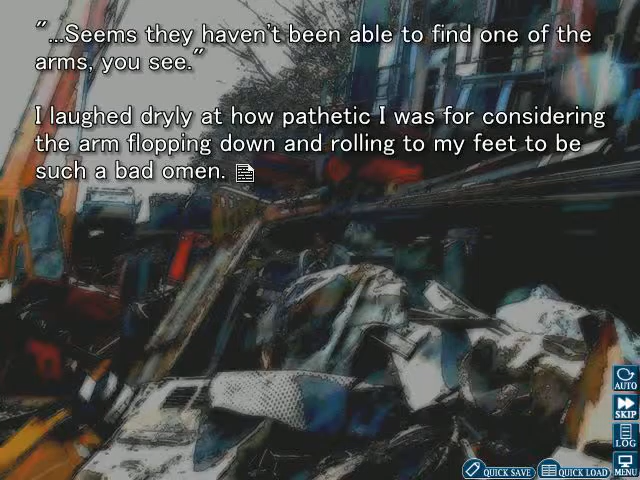 "...Seems they haven't been able to find one of the
arms, you see."
I laughed dryly at how pathetic I was for considering
the arm flopping down and rolling to my feet to be
such a bad omen.
AUTO
SKIP
LOG
MENU
QUICK SAVE
QUICK LOAD